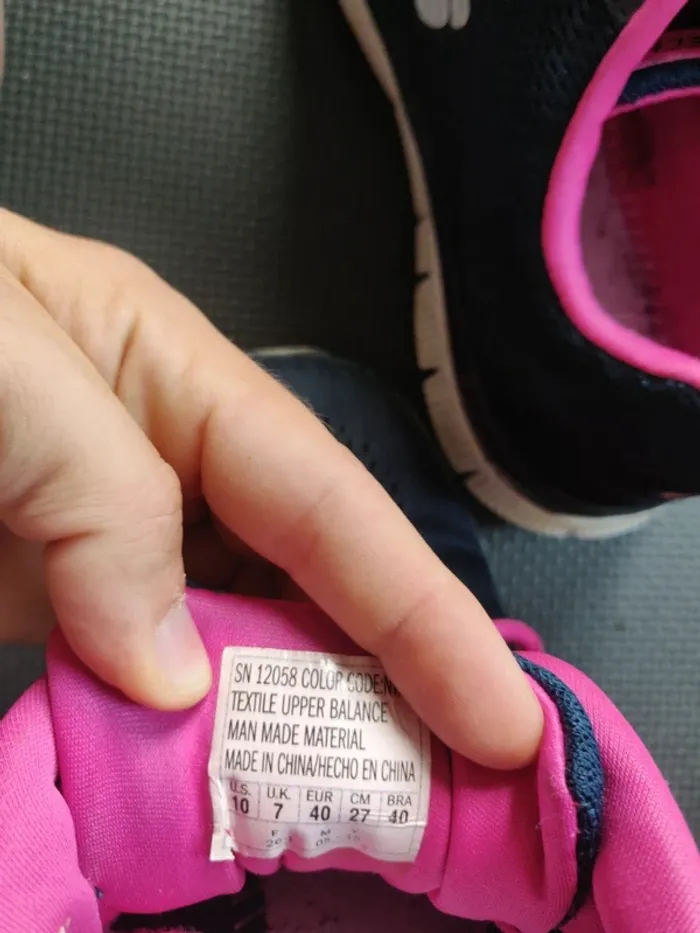 SN 12058 COLOR CODE:N
TEXTILE UPPER BALANCE
MAN MADE MATERIAL
MADE IN CHINA/HECHO EN CHINA
U.S. U.K. EUR CM BRA
10 7 40 27 40
F M Y